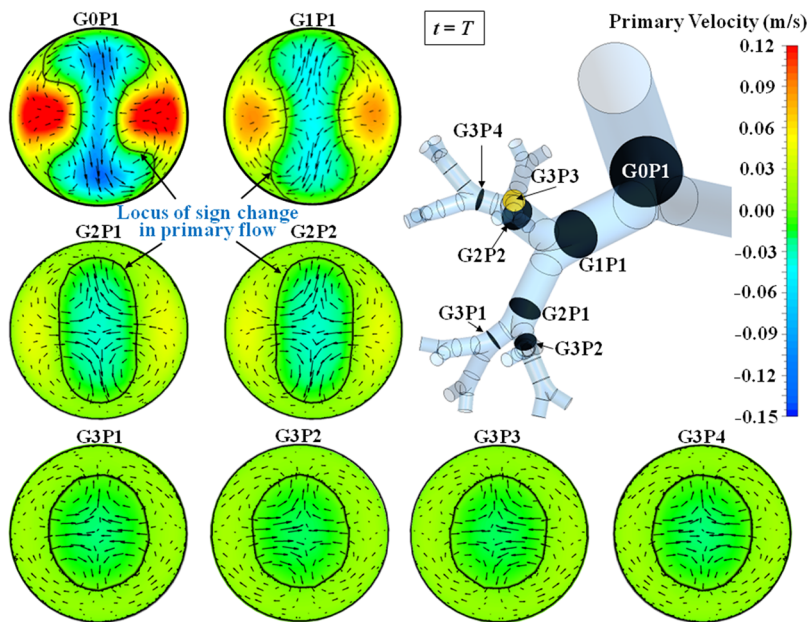 G0P1
G1P1
t = T
Primary Velocity (m/s)
0.12
0.09
0.06
0.03
0.00
-0.03
-0.06
-0.09
-0.12
-0.15
G3P4
G3P3
G0P1
G2P2
G1P1
G3P1
G2P1
G3P2
Locus of sign change
in primary flow
G2P1
G2P2
G3P1
G3P2
G3P3
G3P4